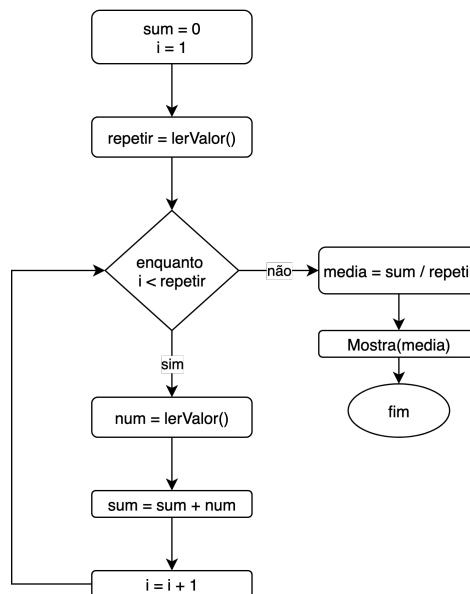 sum = 0
i = 1
repetir = lerValor()
enquanto
i < repetir
não
media = sum / repeti
Mostra(media)
fim
sim
num = lerValor()
sum = sum + num
i = i + 1